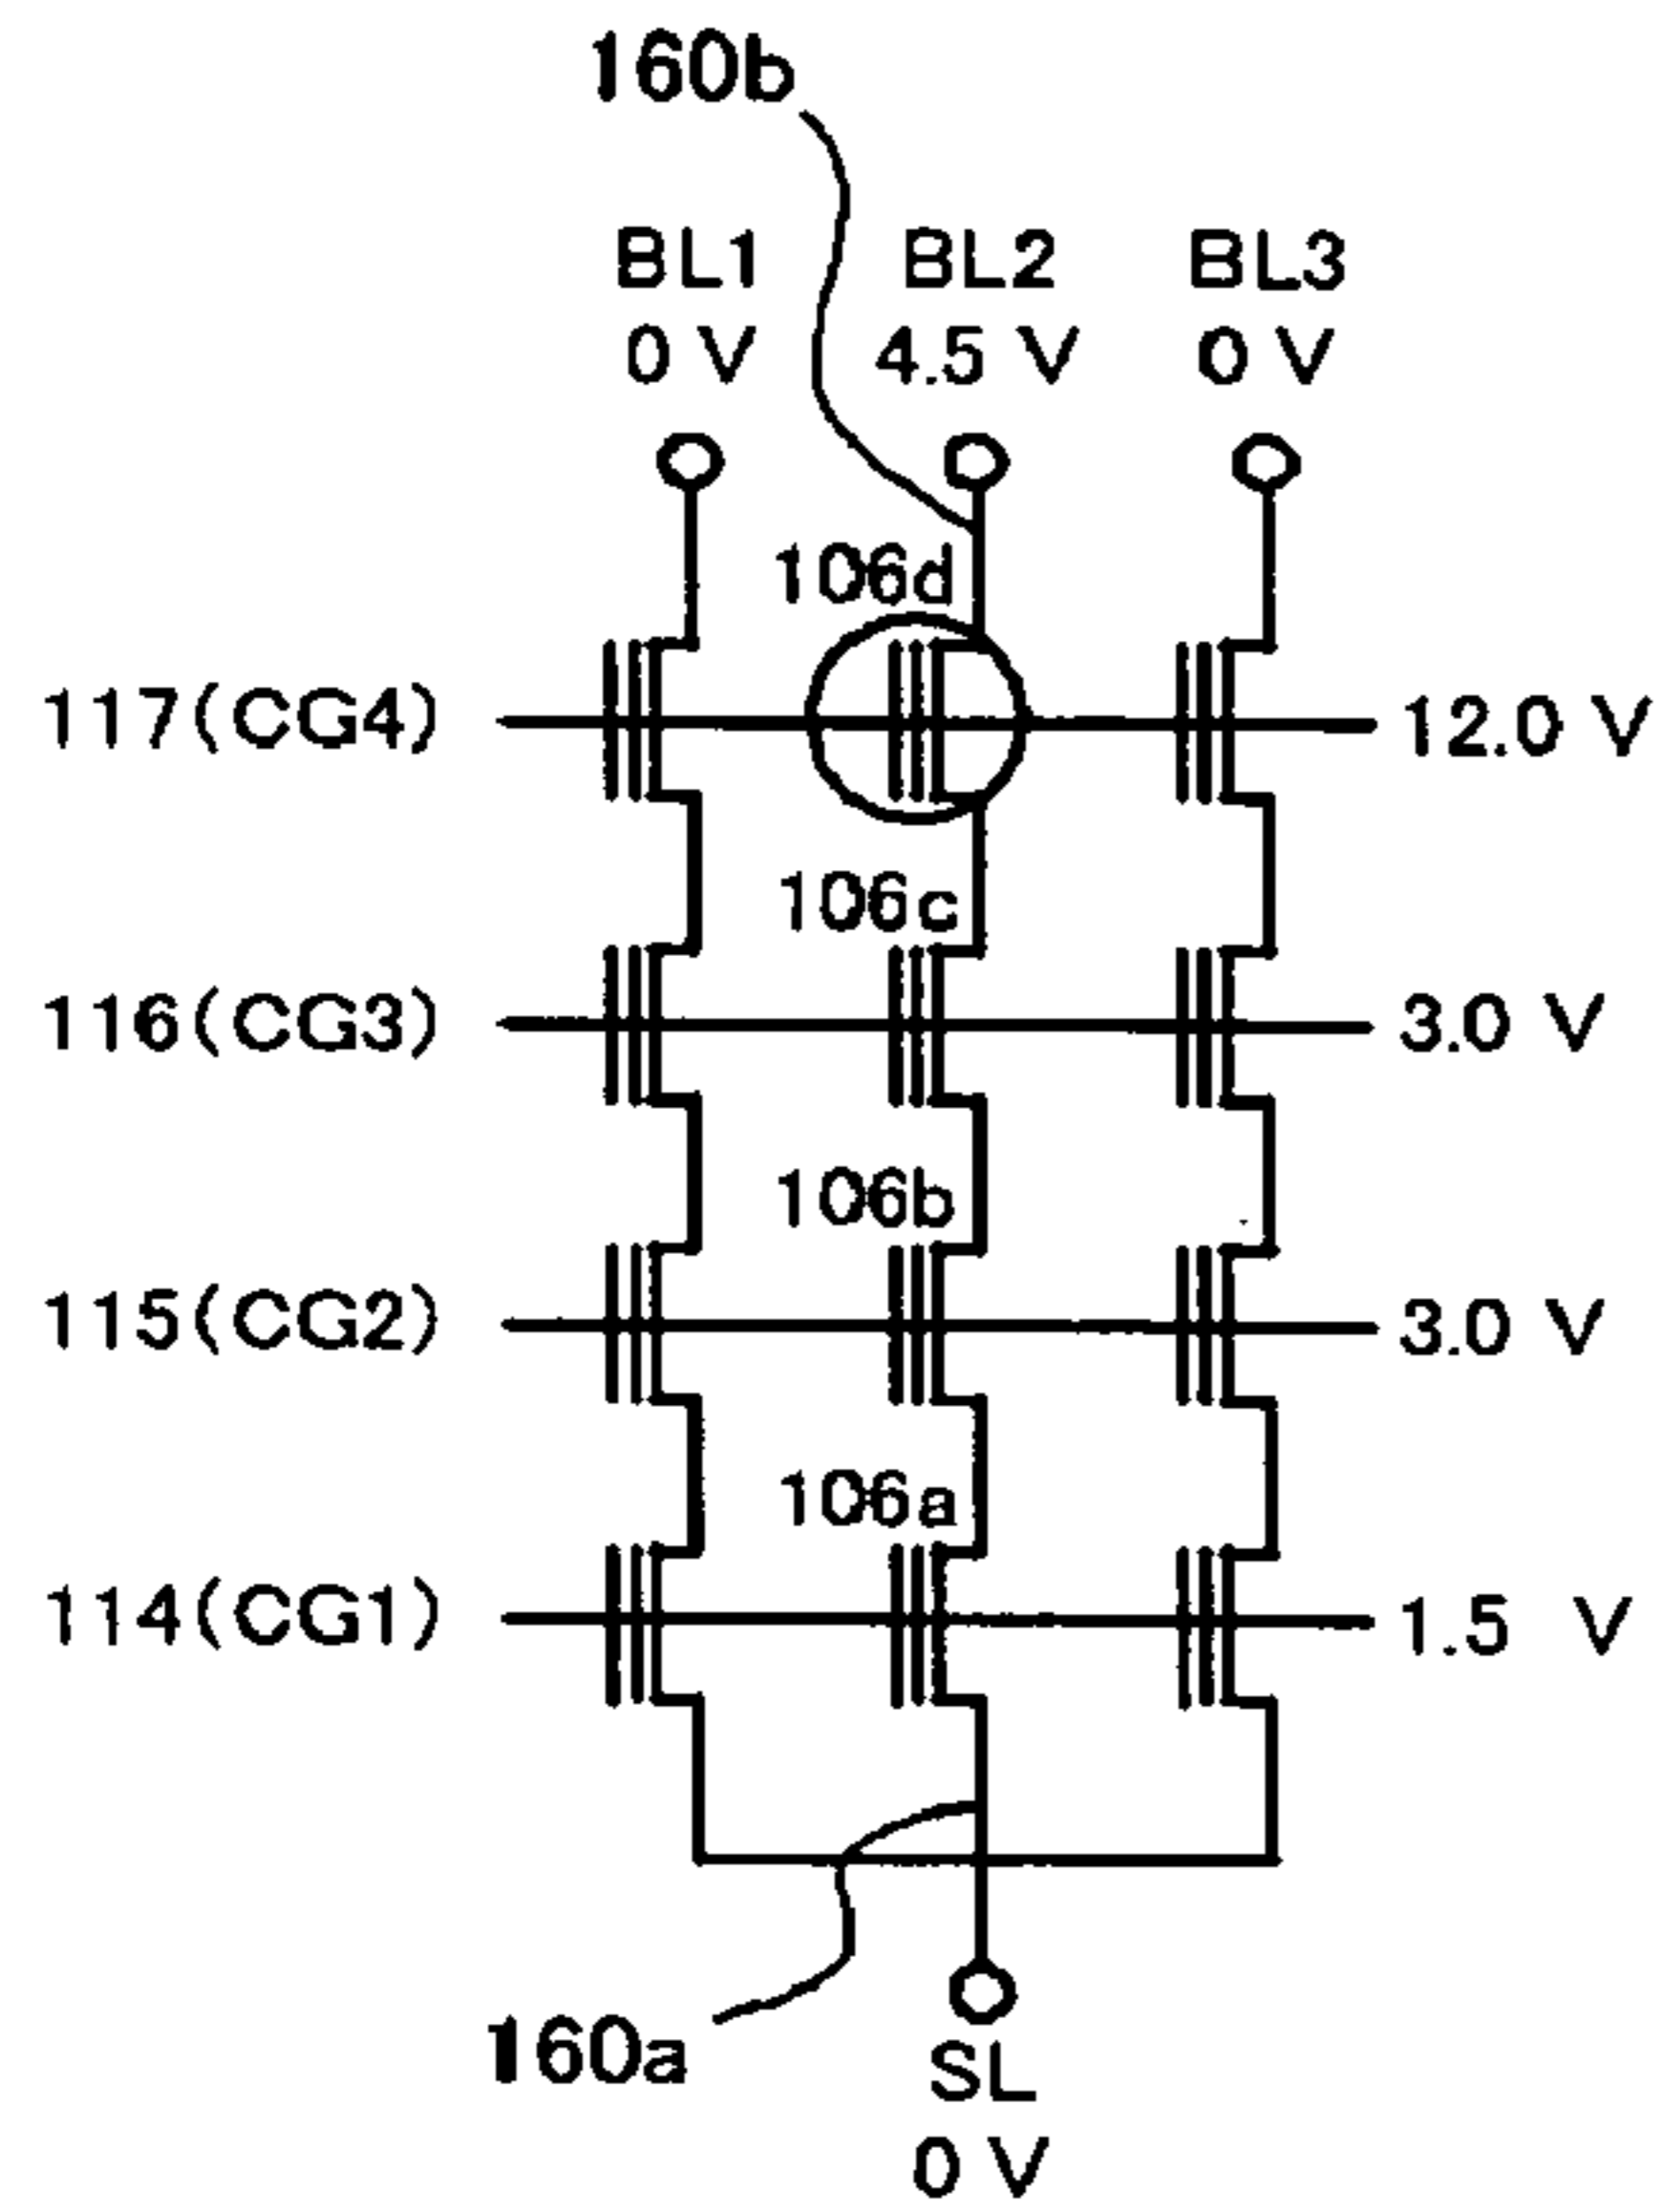 160b
BL1 BL2 BL3
0 V 4.5 V 0 V
106d
117(CG4) 12.0 V
106c
116(CG3) 3.0 V
106b
115(CG2) 3.0 V
106a
114(CG1) 1.5 V
160a
SL
0 V